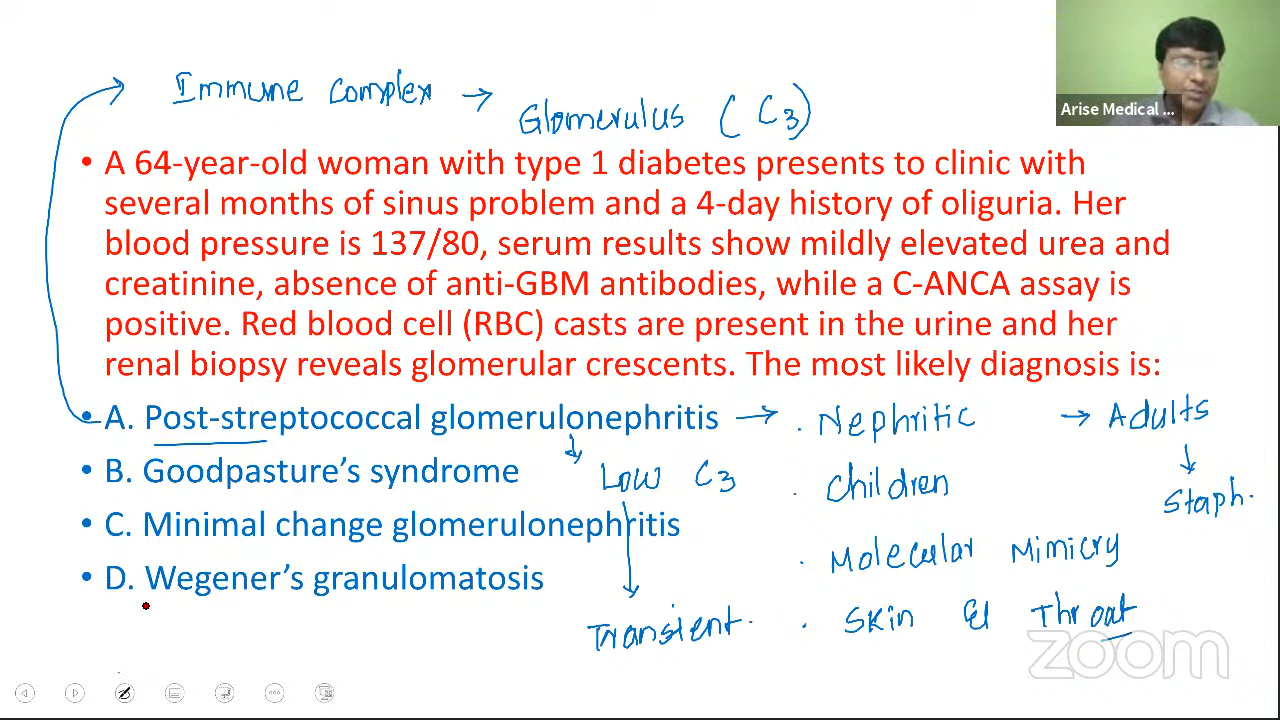 Immune complex → Glomerulus ( C3 )
Arise Medical ...
• A 64-year-old woman with type 1 diabetes presents to clinic with
several months of sinus problem and a 4-day history of oliguria. Her
blood pressure is 137/80, serum results show mildly elevated urea and
creatinine, absence of anti-GBM antibodies, while a C-ANCA assay is
positive. Red blood cell (RBC) casts are present in the urine and her
renal biopsy reveals glomerular crescents. The most likely diagnosis is:
• A. Post-streptococcal glomerulonephritis → . Nephritic → Adults
• B. Goodpasture’s syndrome
Low C3
. Children
Staph.
• C. Minimal change glomerulonephritis
. Molecular Mimicry
• D. Wegener’s granulomatosis
Transient.
. Skin & Throat
zoom